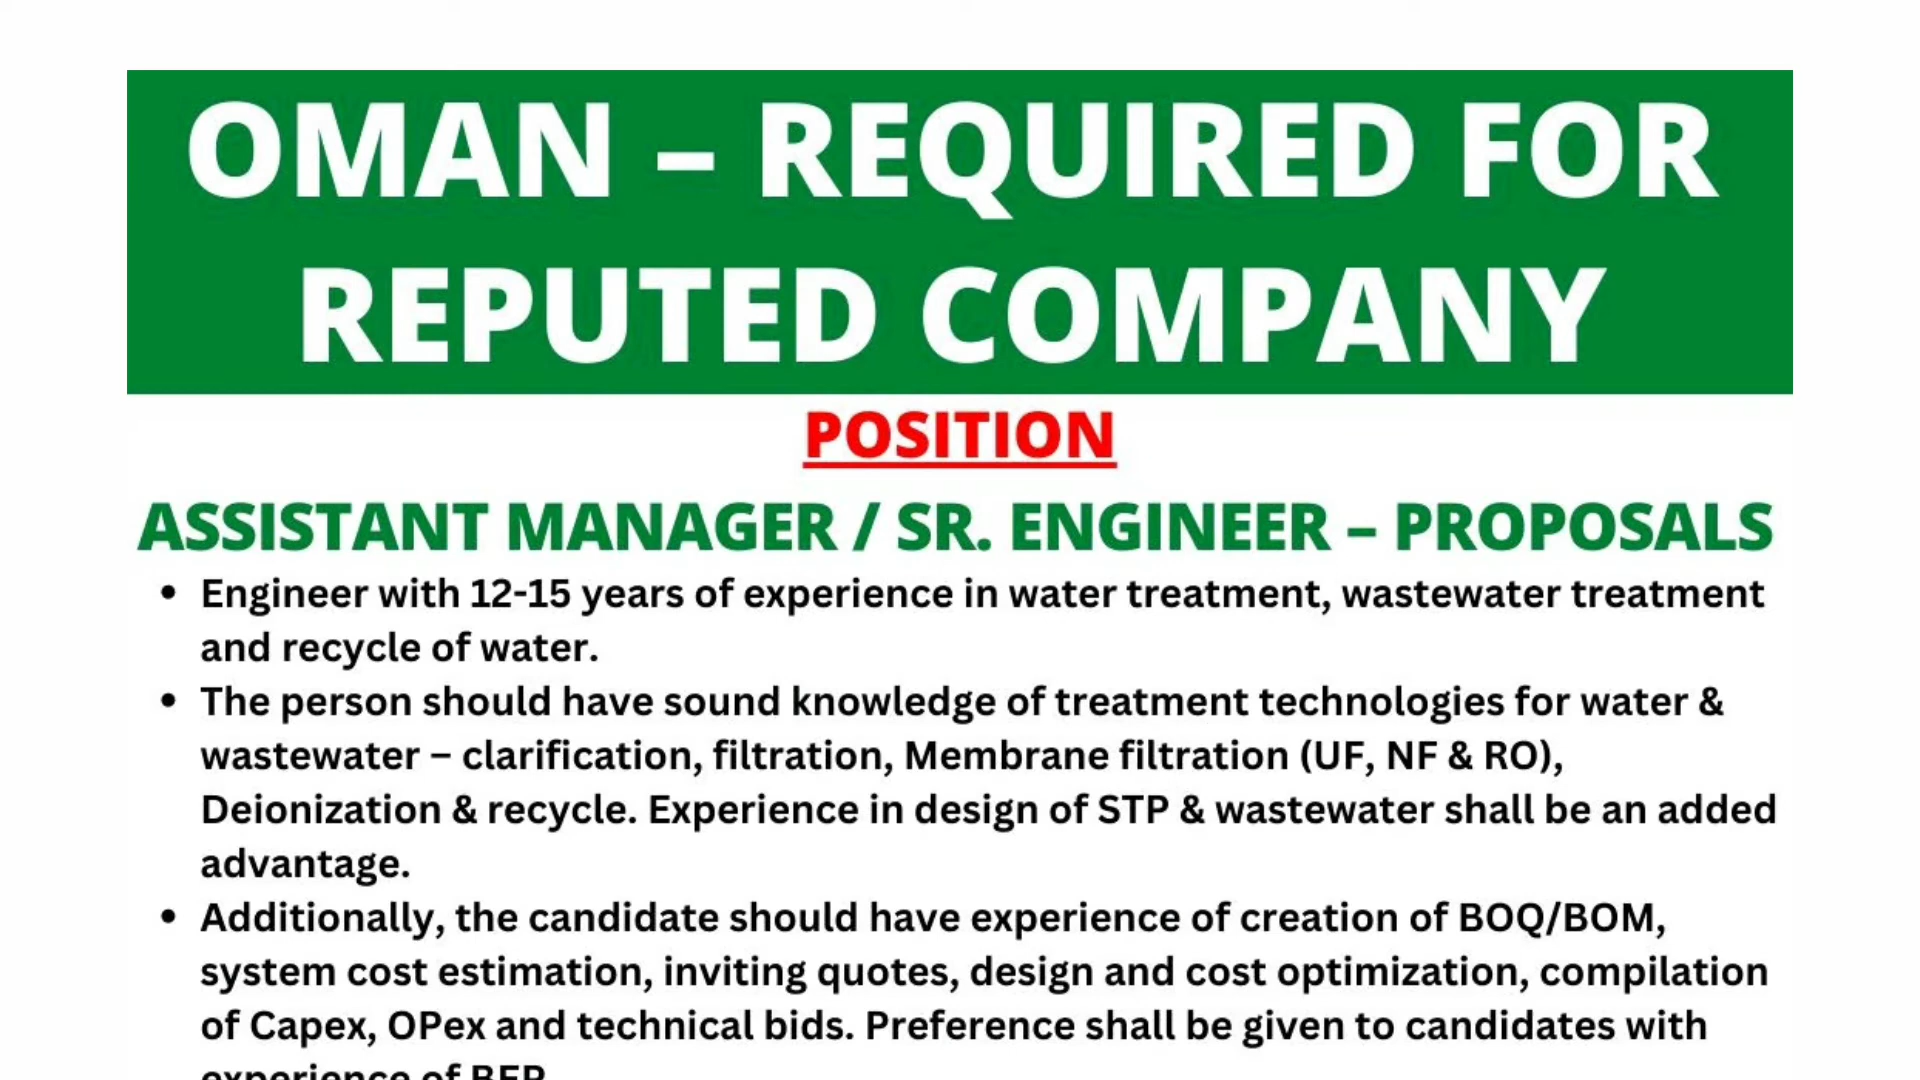 OMAN – REQUIRED FOR
REPUTED COMPANY
POSITION
ASSISTANT MANAGER / SR. ENGINEER – PROPOSALS
• Engineer with 12-15 years of experience in water treatment, wastewater treatment
and recycle of water.
• The person should have sound knowledge of treatment technologies for water &
wastewater – clarification, filtration, Membrane filtration (UF, NF & RO),
Deionization & recycle. Experience in design of STP & wastewater shall be an added
advantage.
• Additionally, the candidate should have experience of creation of BOQ/BOM,
system cost estimation, inviting quotes, design and cost optimization, compilation
of Capex, OPex and technical bids. Preference shall be given to candidates with
experience of